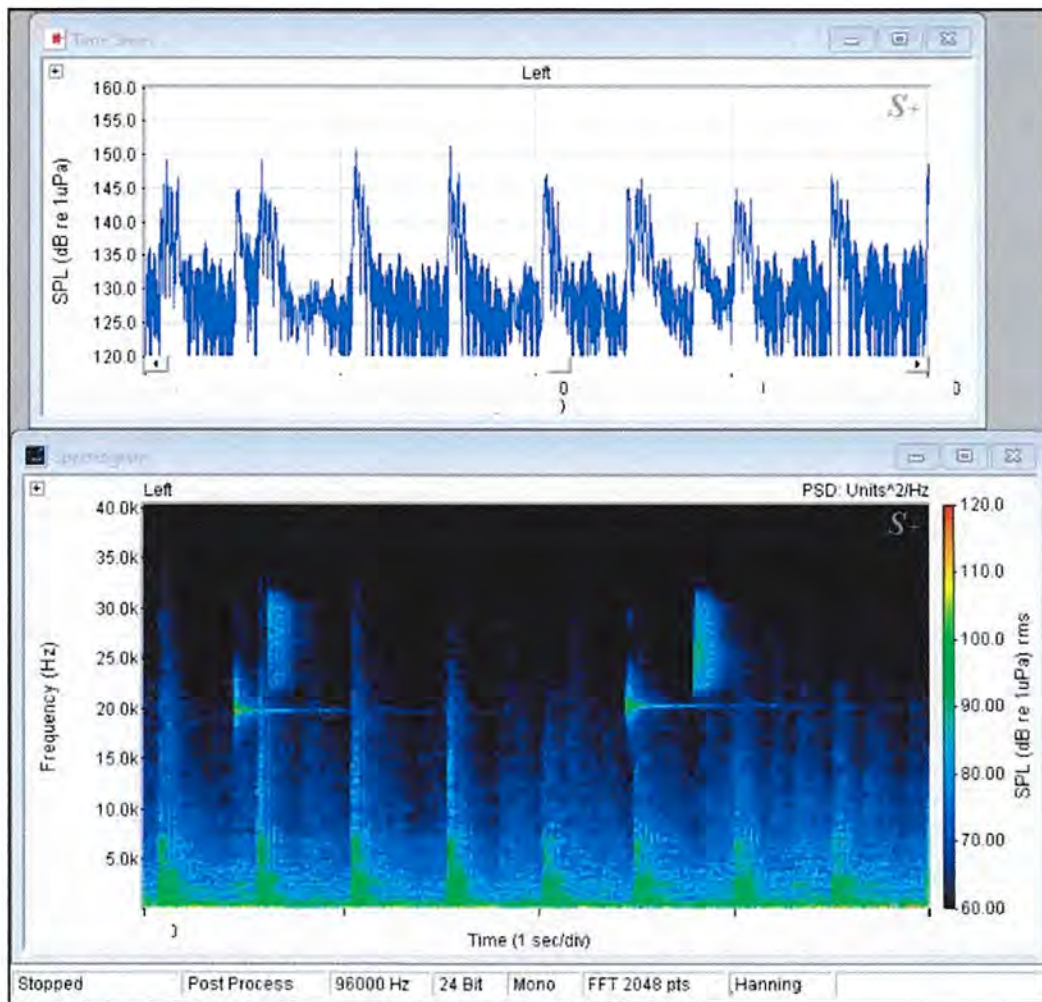 Time Series
Left
160.0
155.0
150.0
145.0
140.0
135.0
130.0
125.0
120.0
SPL (dB re 1uPa)
S+
0
Spectrogram
Left
PSD: Units^2/Hz
40.0k
35.0k
30.0k
25.0k
20.0k
15.0k
10.0k
5.0k
Frequency (Hz)
S+
120.0
110.0
100.0
90.00
80.00
70.00
60.00
SPL (dB re 1uPa) rms
Time (1 sec/div)
Stopped Post Process 96000 Hz 24 Bit Mono FFT 2048 pts Hanning